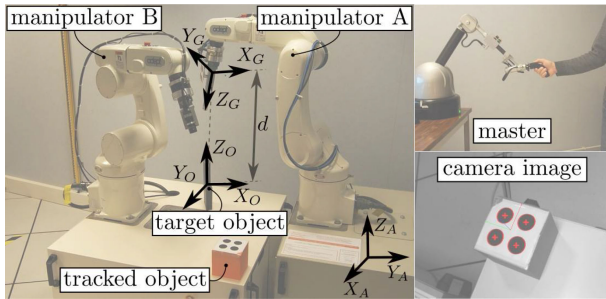 manipulator B
manipulator A
Y_G
X_G
Z_G
d
Z_O
Y_O
X_O
target object
tracked object
Z_A
Y_A
X_A
master
camera image